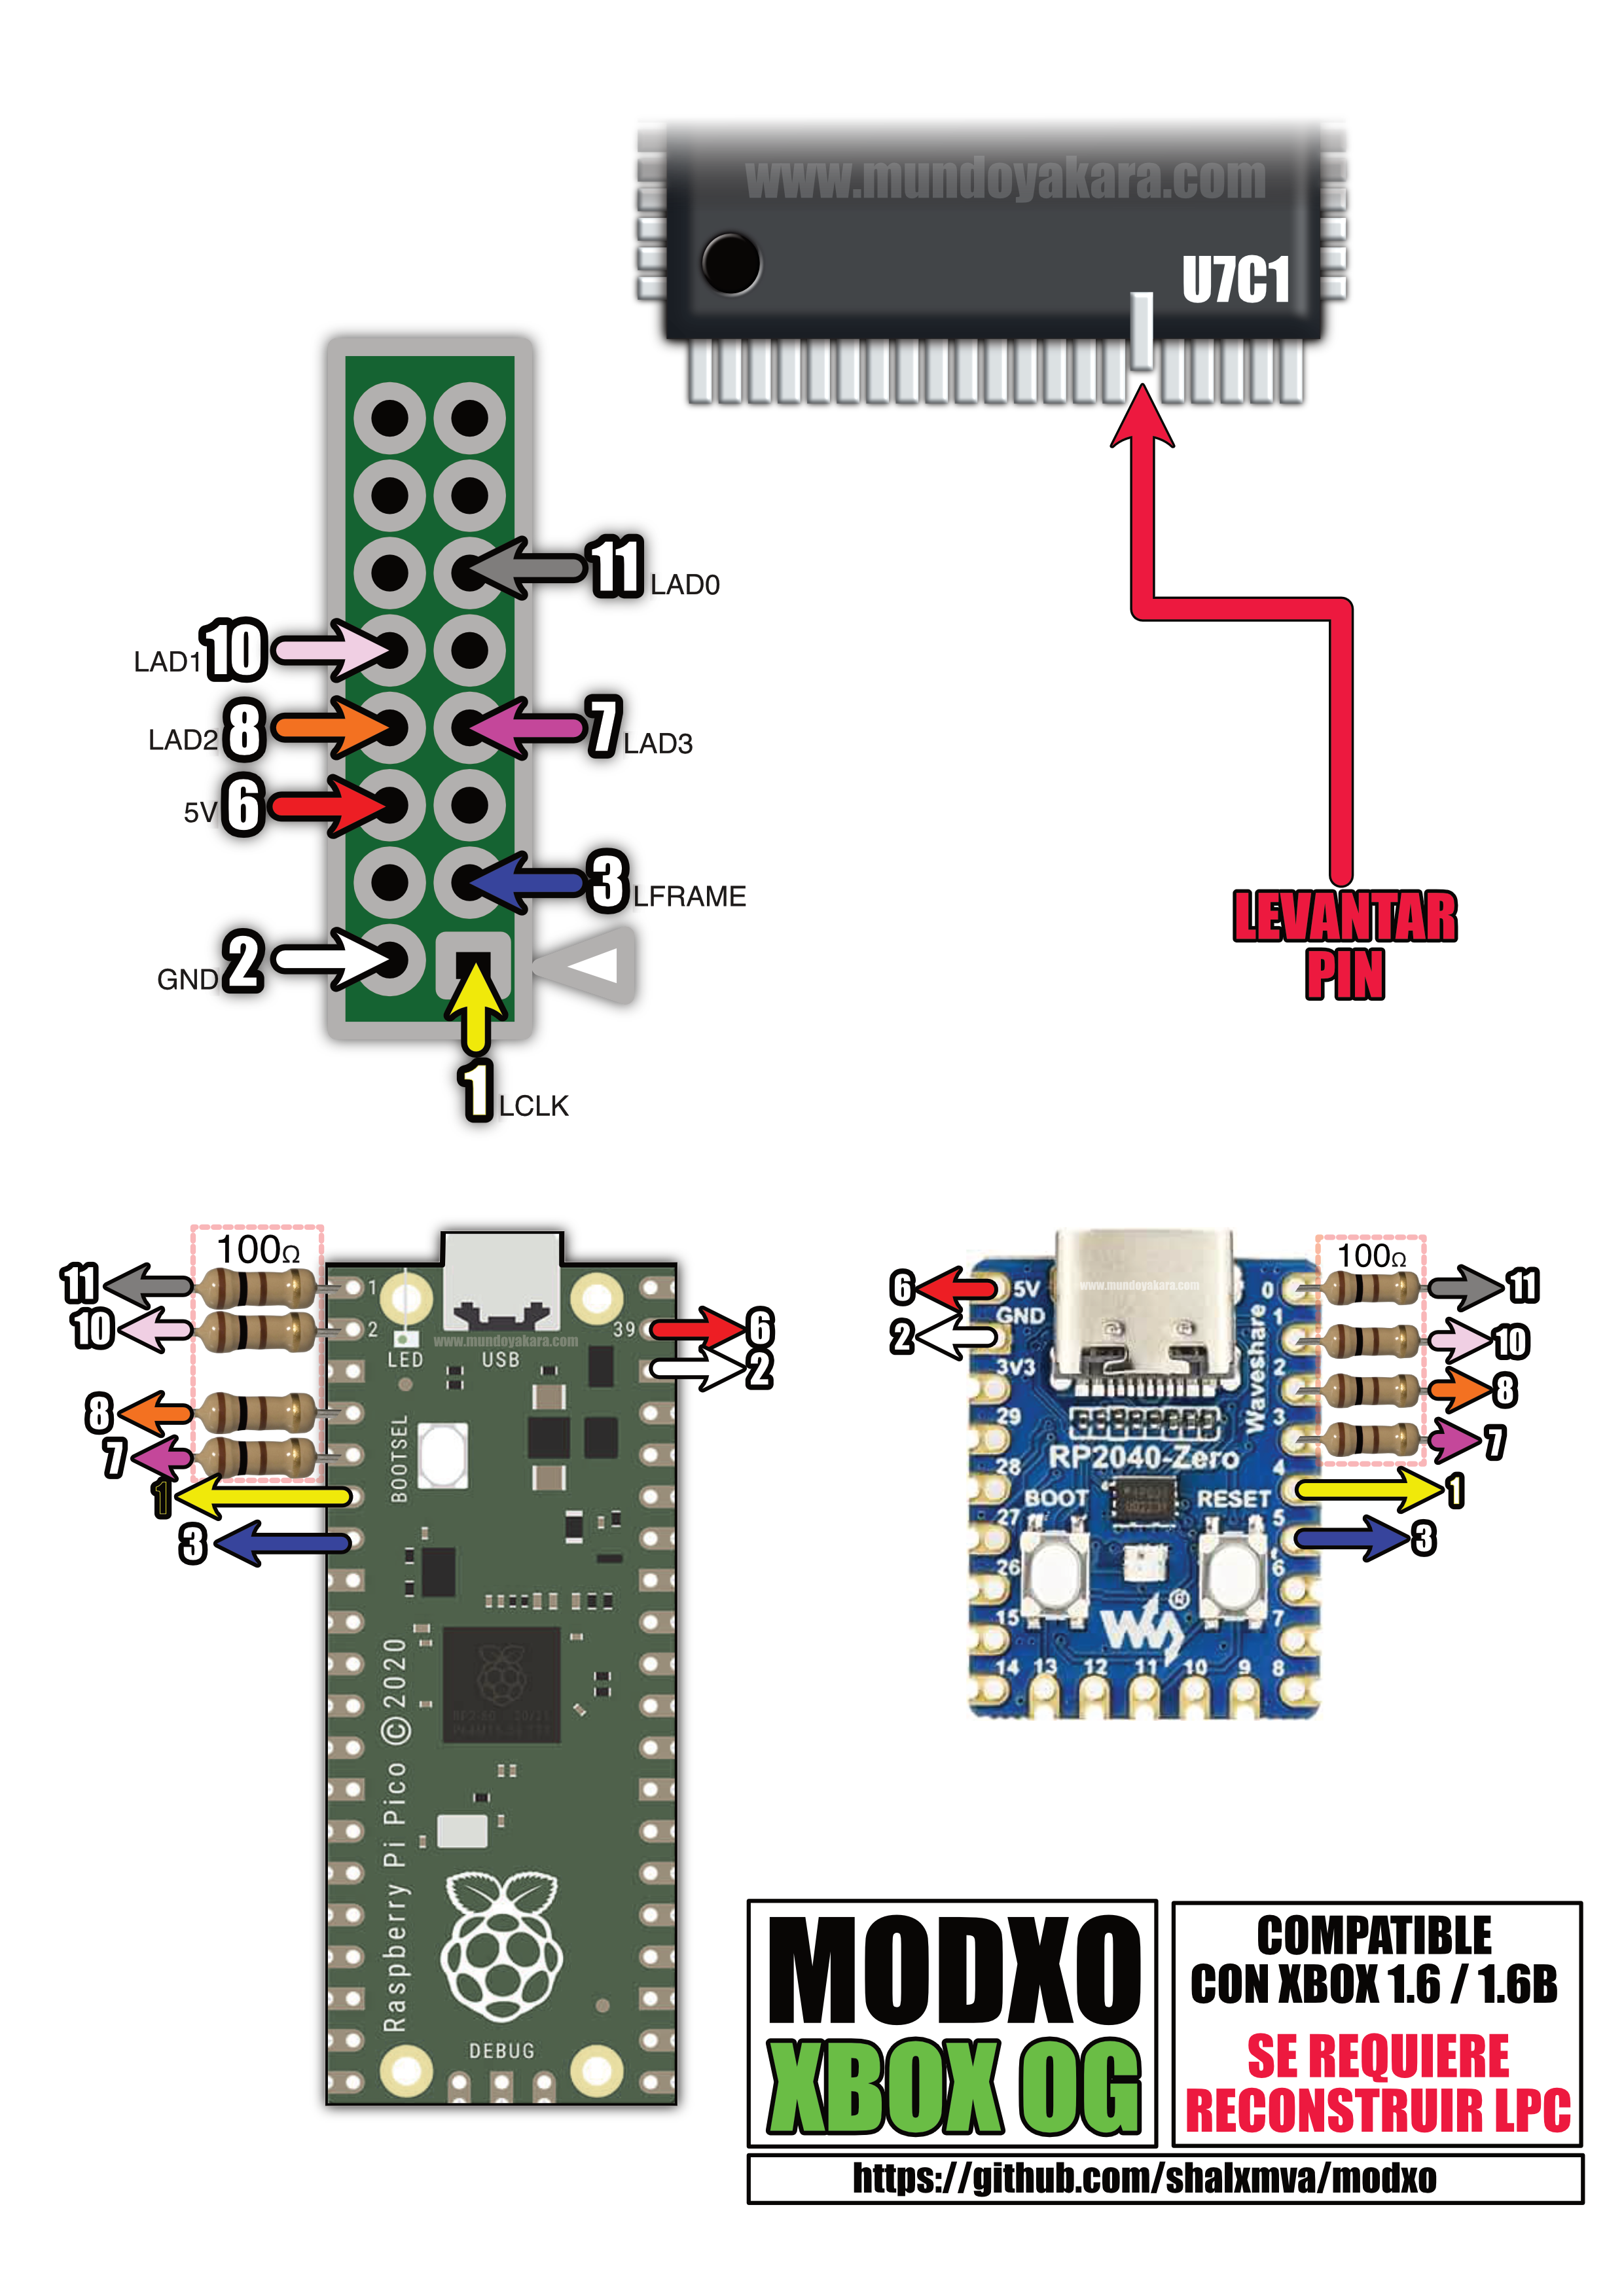 www.mundoyakara.com
U7C1
11 LAD0
LAD1 10
LAD2 8
7 LAD3
5V 6
3 LFRAME
GND 2
1 LCLK
LEVANTAR
PIN
100Ω
11
10
8
7
1
3
1
2
LED
USB
www.mundoyakara.com
39
6
2
BOOTSEL
Raspberry Pi Pico ©2020
DEBUG
100Ω
6
2
5V
GND
3V3
29
28
27
26
15
14
13
12
11
10
9
8
7
6
5
4
3
2
1
0
www.mundoyakara.com
Waveshare
RP2040-Zero
BOOT
RESET
®
11
10
8
7
1
3
MODXO
XBOX OG
COMPATIBLE
CON XBOX 1.6 / 1.6B
SE REQUIERE
RECONSTRUIR LPC
https://github.com/shalxmva/modxo